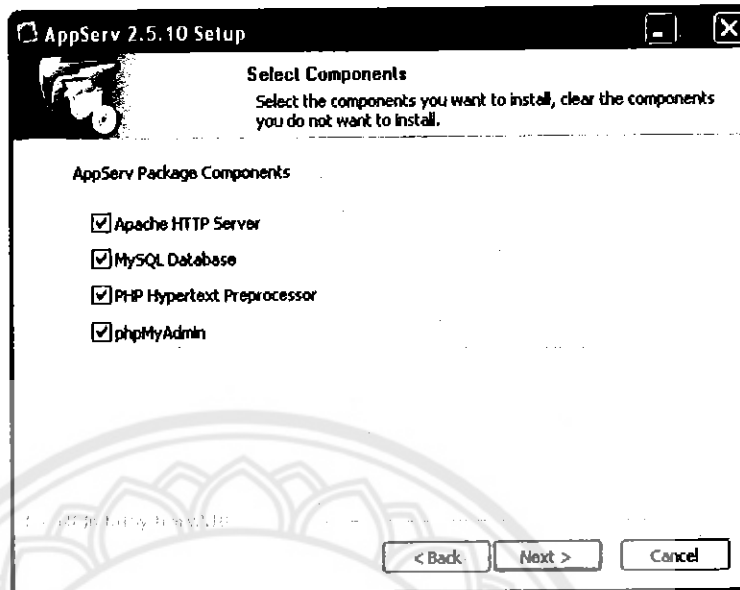 AppServ 2.5.10 Setup
Select Components
Select the components you want to install, clear the components
you do not want to install.
AppServ Package Components
Apache HTTP Server
MySQL Database
PHP Hypertext Preprocessor
phpMyAdmin
< Back
Next >
Cancel